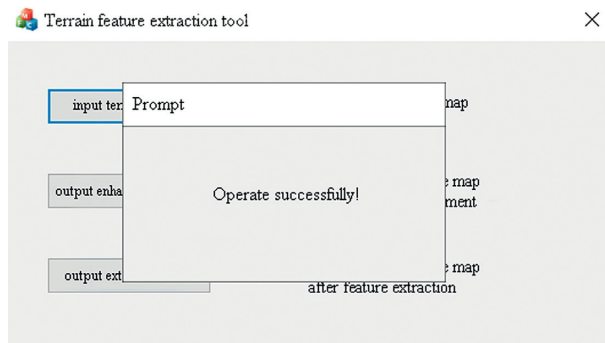 Terrain feature extraction tool
input ter
Prompt
map
output enha
Operate successfully!
map
ment
output ext
map
after feature extraction